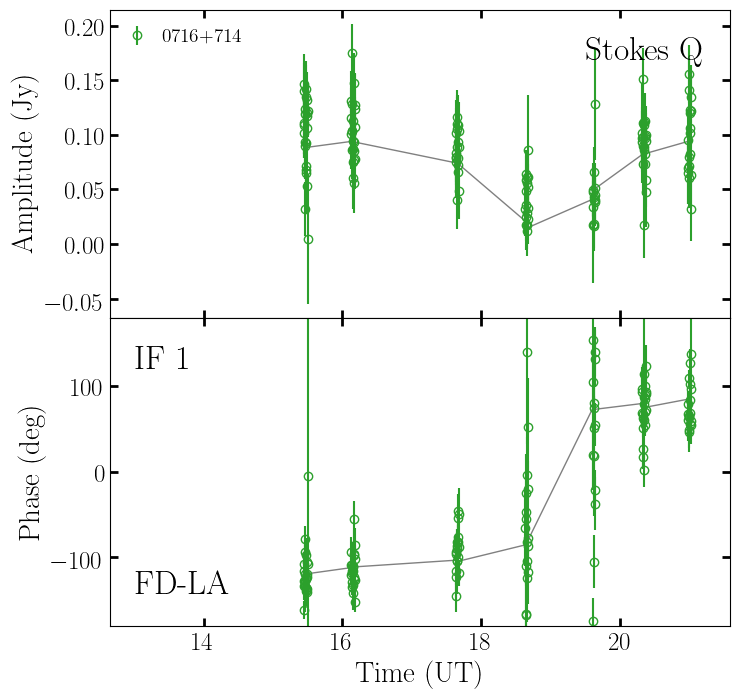 0.20
0716+714
Stokes Q
0.15
0.10
0.05
0.00
−0.05
Amplitude (Jy)
IF 1
100
0
−100
Phase (deg)
FD-LA
14 16 18 20
Time (UT)